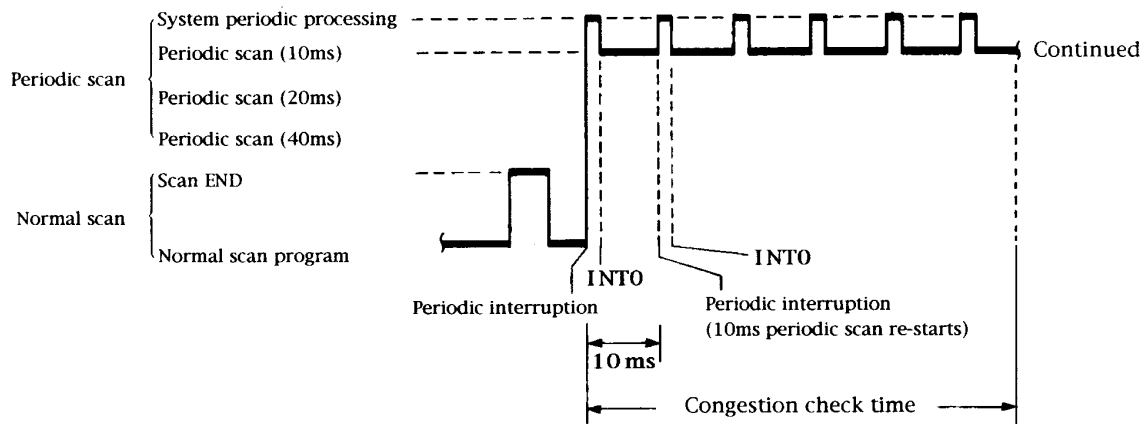 System periodic processing
Periodic scan (10ms)
Continued
Periodic scan
Periodic scan (20ms)
Periodic scan (40ms)
Scan END
Normal scan
Normal scan program
INT0
INT0
Periodic interruption
Periodic interruption
(10ms periodic scan re-starts)
10 ms
Congestion check time